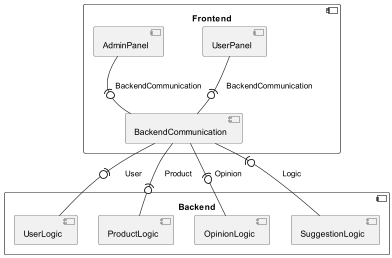 Frontend
AdminPanel
UserPanel
BackendCommunication
BackendCommunication
BackendCommunication
User
Product
Opinion
Logic
Backend
UserLogic
ProductLogic
OpinionLogic
SuggestionLogic